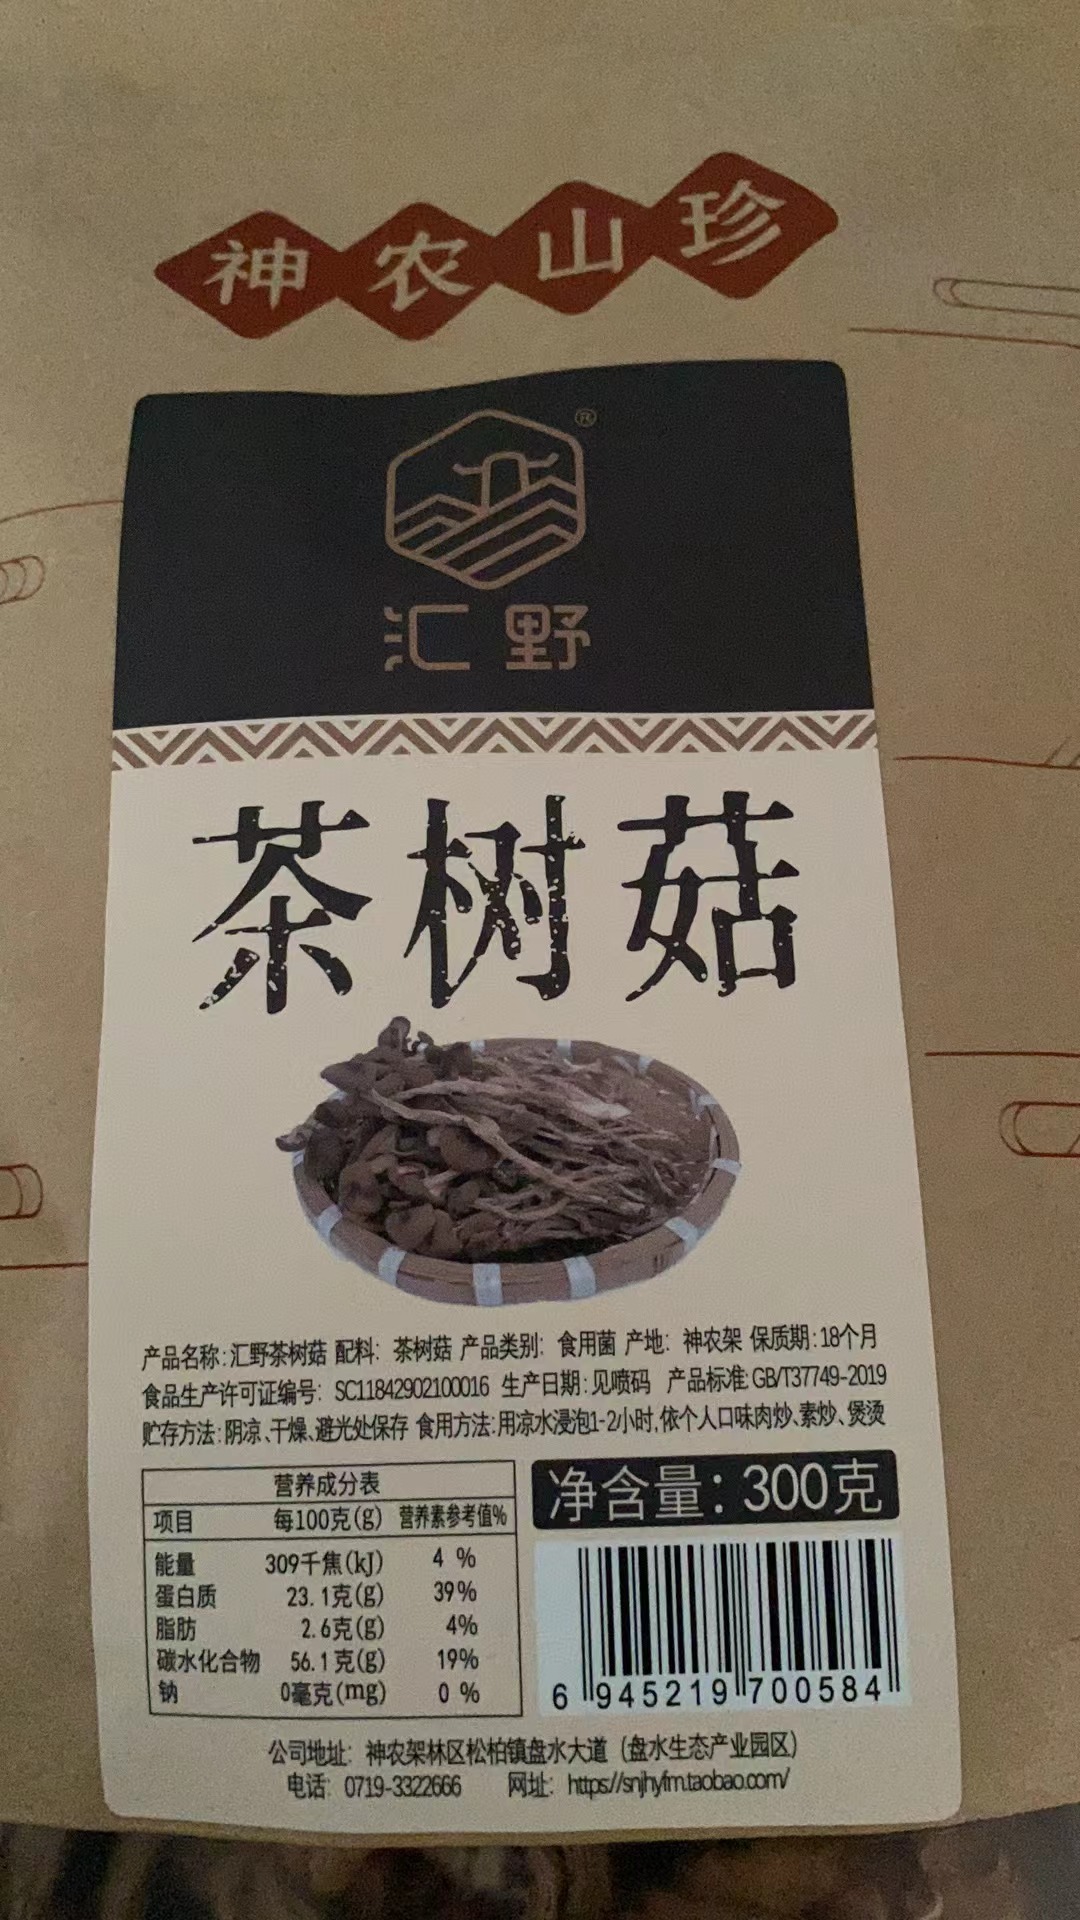 神农山珍
®
汇野
茶树菇
产品名称:汇野茶树菇 配料: 茶树菇 产品类别: 食用菌 产地: 神农架 保质期:18个月
食品生产许可证编号: SC11842902100016 生产日期:见喷码 产品标准:GB/T37749-2019
贮存方法:阴凉、干燥、避光处保存 食用方法:用凉水浸泡1-2小时,依个人口味肉炒、素炒、煲烫
营养成分表
项目 每100克(g) 营养素参考值%
能量 309千焦(kJ) 4 %
蛋白质 23.1克(g) 39%
脂肪 2.6克(g) 4%
碳水化合物 56.1克(g) 19%
钠 0毫克(mg) 0 %
净含量: 300克
6 945219 700584
公司地址: 神农架林区松柏镇盘水大道 (盘水生态产业园区)
电话: 0719-3322666 网址: https://snjhyfm.taobao.com/